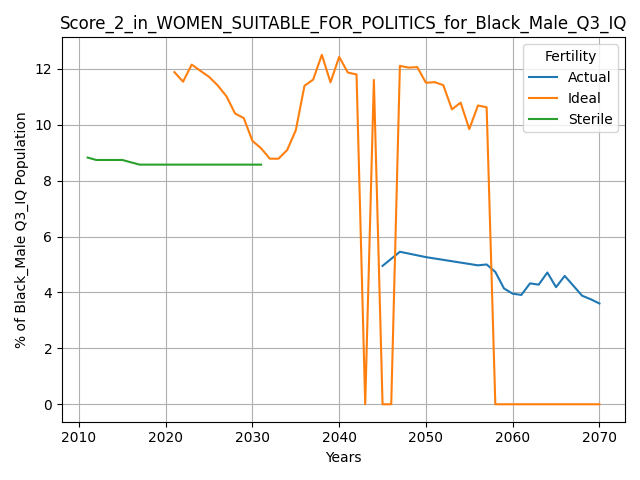 Score_2_in_WOMEN_SUITABLE_FOR_POLITICS_for_Black_Male_Q3_IQ
Fertility
Actual
Ideal
Sterile
% of Black_Male Q3_IQ Population
12
10
8
6
4
2
0
2010 2020 2030 2040 2050 2060 2070
Years